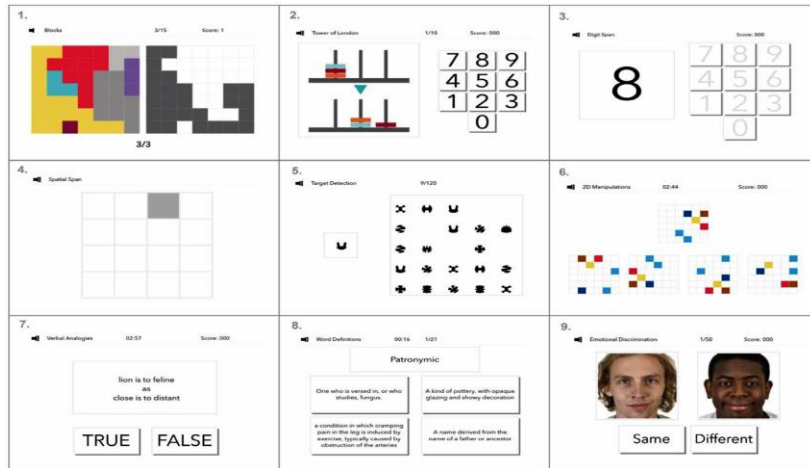 1.
Blocks 3/15 Score: 1
3/3
2.
Tower of London 1/10 Score: 000
7 8 9
4 5 6
1 2 3
0
3.
Digit Span Score: 000
8
7 8 9
4 5 6
1 2 3
0
4.
Spatial Span
5.
Target Detection 9/120
6.
2D Manipulations 02:44 Score: 000
7.
Verbal Analogies 02:57 Score: 000
lion is to feline
as
close is to distant
TRUE FALSE
8.
Word Definitions 00:16 1/21
Patronymic
One who is versed in, or who
studies, fungus.
A kind of pottery, with opaque
glazing and showy decoration
a condition in which cramping
pain in the leg is induced by
exercise, typically caused by
obstruction of the arteries
A name derived from the
name of a father or ancestor
9.
Emotional Discrimination 1/50 Score: 000
Same Different